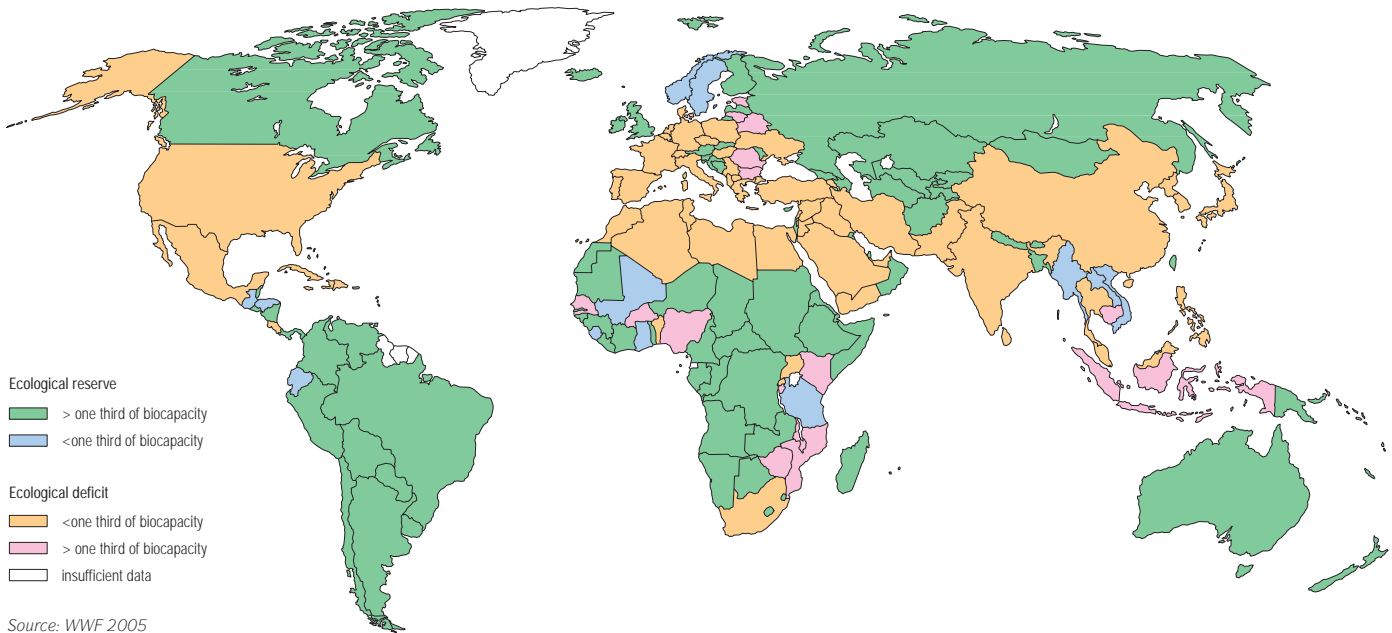 Ecological reserve
> one third of biocapacity
<one third of biocapacity
Ecological deficit
<one third of biocapacity
> one third of biocapacity
insufficient data
Source: WWF 2005